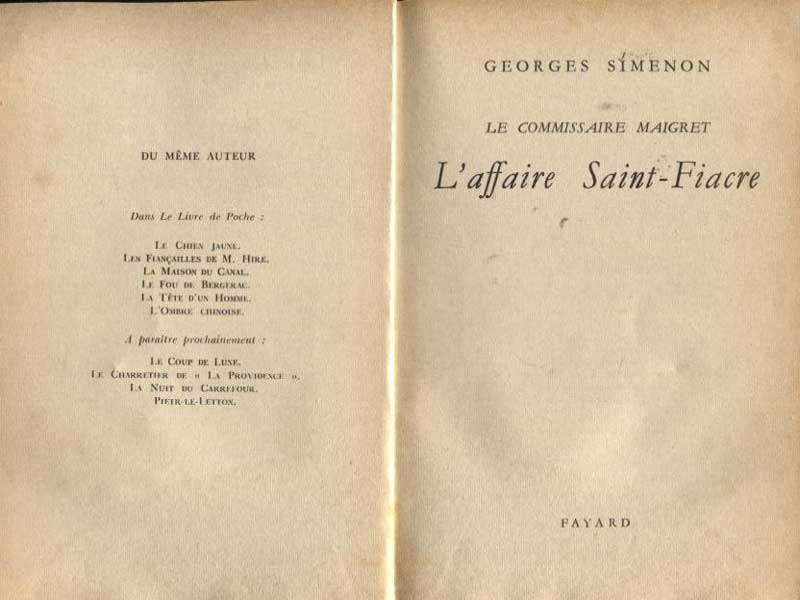 DU MÊME AUTEUR
Dans Le Livre de Poche :
LE CHIEN JAUNE.
LES FIANÇAILLES DE M. HIRE.
LA MAISON DU CANAL.
LE FOU DE BERGERAC.
LA TÊTE D'UN HOMME.
L'OMBRE CHINOISE.
A paraître prochainement :
LE COUP DE LUNE.
LE CHARRETIER DE « LA PROVIDENCE ».
LA NUIT DU CARREFOUR.
PIETR-LE-LETTON.
GEORGES SIMENON
LE COMMISSAIRE MAIGRET
L'affaire Saint-Fiacre
FAYARD